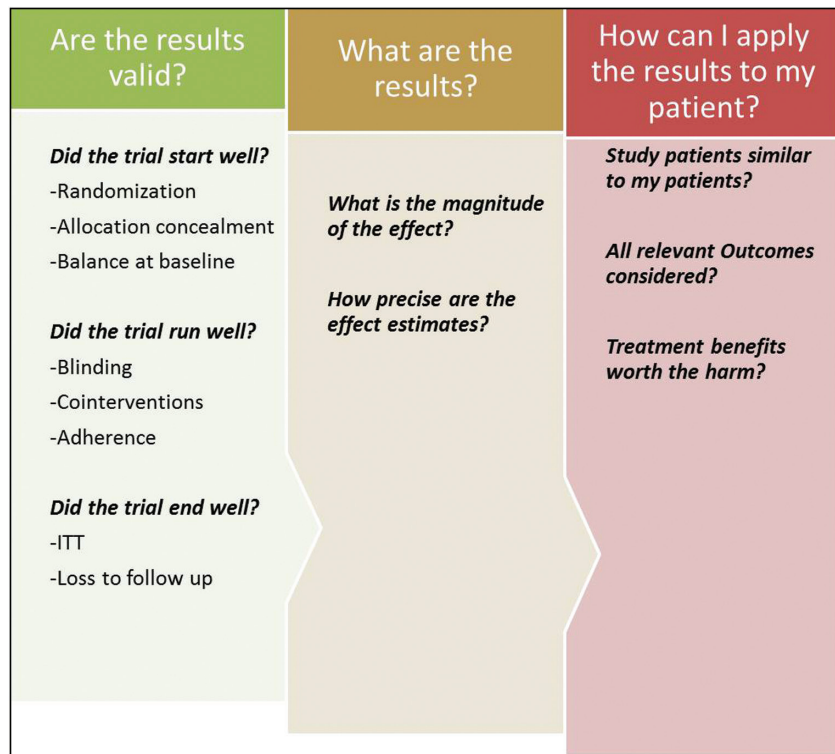 Are the results
valid?
Did the trial start well?
-Randomization
-Allocation concealment
-Balance at baseline
Did the trial run well?
-Blinding
-Cointerventions
-Adherence
Did the trial end well?
-ITT
-Loss to follow up
What are the
results?
What is the magnitude
of the effect?
How precise are the
effect estimates?
How can I apply
the results to my
patient?
Study patients similar
to my patients?
All relevant Outcomes
considered?
Treatment benefits
worth the harm?